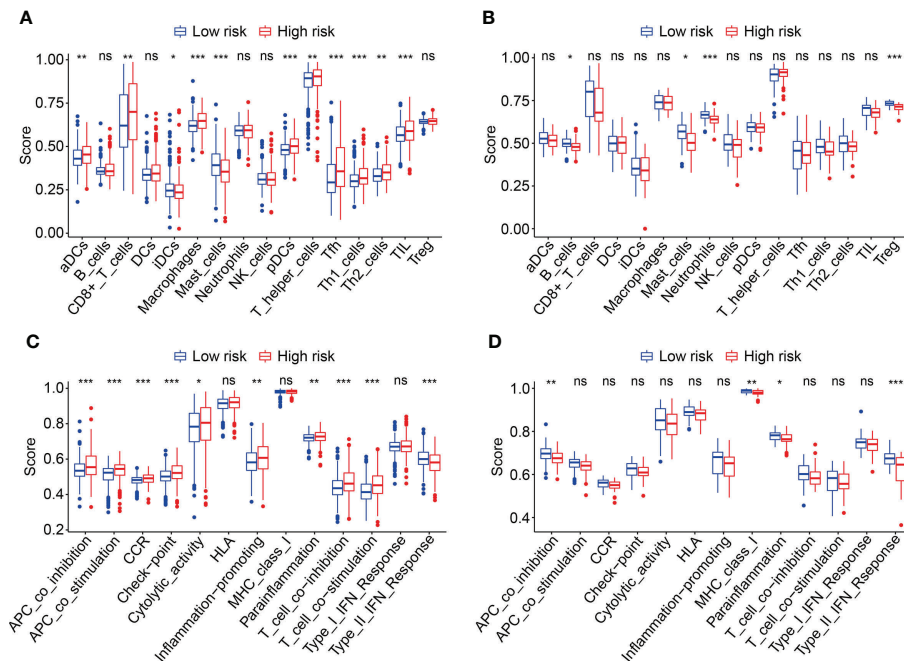 A
Low risk High risk
** ns ** ns * *** *** ns ns *** ** *** *** ** *** ns
Score
1.00
0.75
0.50
0.25
0.00
aDCs
B_cells
CD8+_T_cells
DCs
iDCs
Macrophages
Mast_cells
Neutrophils
NK_cells
pDCs
T_helper_cells
Tfh
Th1_cells
Th2_cells
TIL
Treg
B
Low risk High risk
ns * ns ns ns ns * *** ns ns ns ns ns ns ns ***
Score
1.00
0.75
0.50
0.25
0.00
aDCs
B_cells
CD8+_T_cells
DCs
iDCs
Macrophages
Mast_cells
Neutrophils
NK_cells
pDCs
T_helper_cells
Tfh
Th1_cells
Th2_cells
TIL
Treg
C
Low risk High risk
*** *** *** *** * ns ** ns ** *** *** ns ***
Score
1.0
0.8
0.6
0.4
0.2
APC_co_inhibition
APC_co_stimulation
CCR
Check-point
Cytolytic_activity
HLA
Inflammation-promoting
MHC_class_I
Parainflammation
T_cell_co-inhibition
T_cell_co-stimulation
Type_I_IFN_Response
Type_II_IFN_Response
D
Low risk High risk
** ns ns ns ns ns ns ** * ns ns ns ***
Score
1.0
0.8
0.6
0.4
APC_co_inhibition
APC_co_stimulation
CCR
Check-point
Cytolytic_activity
HLA
Inflammation-promoting
MHC_class_I
Parainflammation
T_cell_co-inhibition
T_cell_co-stimulation
Type_I_IFN_Response
Type_II_IFN_Rseponse